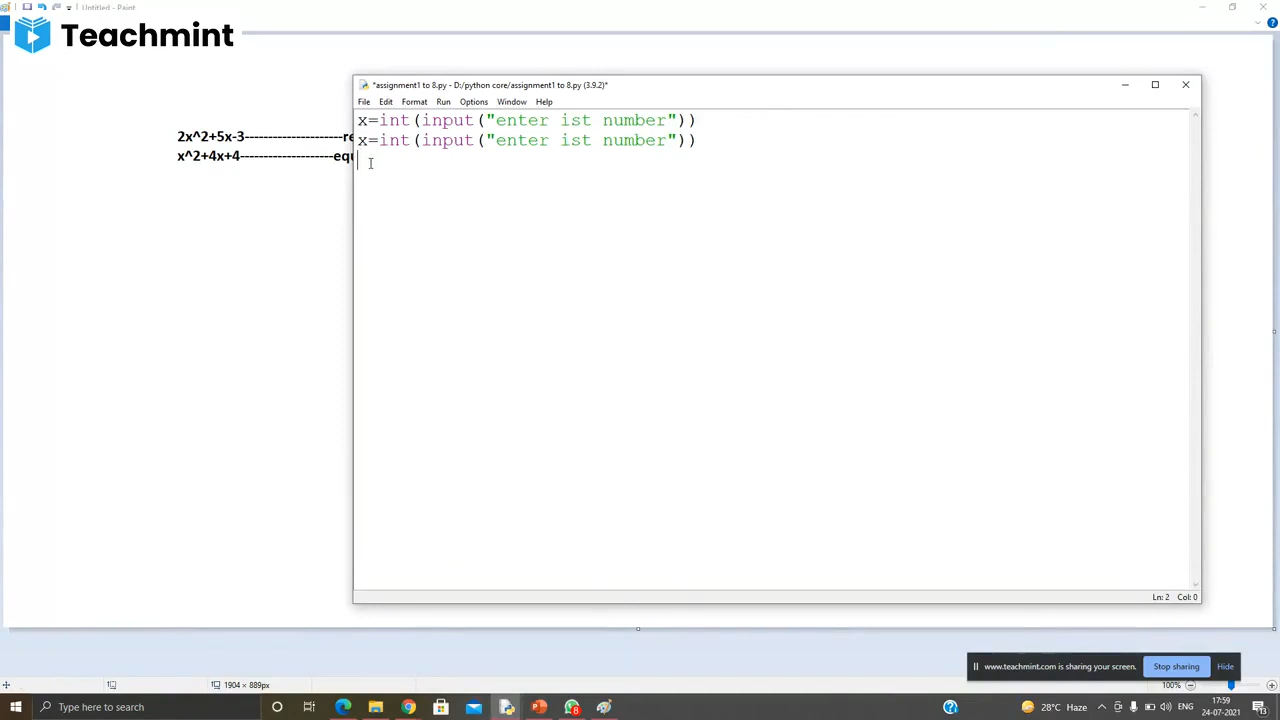 Untitled - Paint
Teachmint
*assignment1 to 8.py - D:/python core/assignment1 to 8.py (3.9.2)*
File Edit Format Run Options Window Help
x=int(input("enter ist number"))
x=int(input("enter ist number"))
2x^2+5x-3---------------------re
x^2+4x+4--------------------equ
Ln: 2 Col: 0
www.teachmint.com is sharing your screen. Stop sharing Hide
1904 × 889px
100%
Type here to search
8
28°C Haze
ENG
17:59
24-07-2021